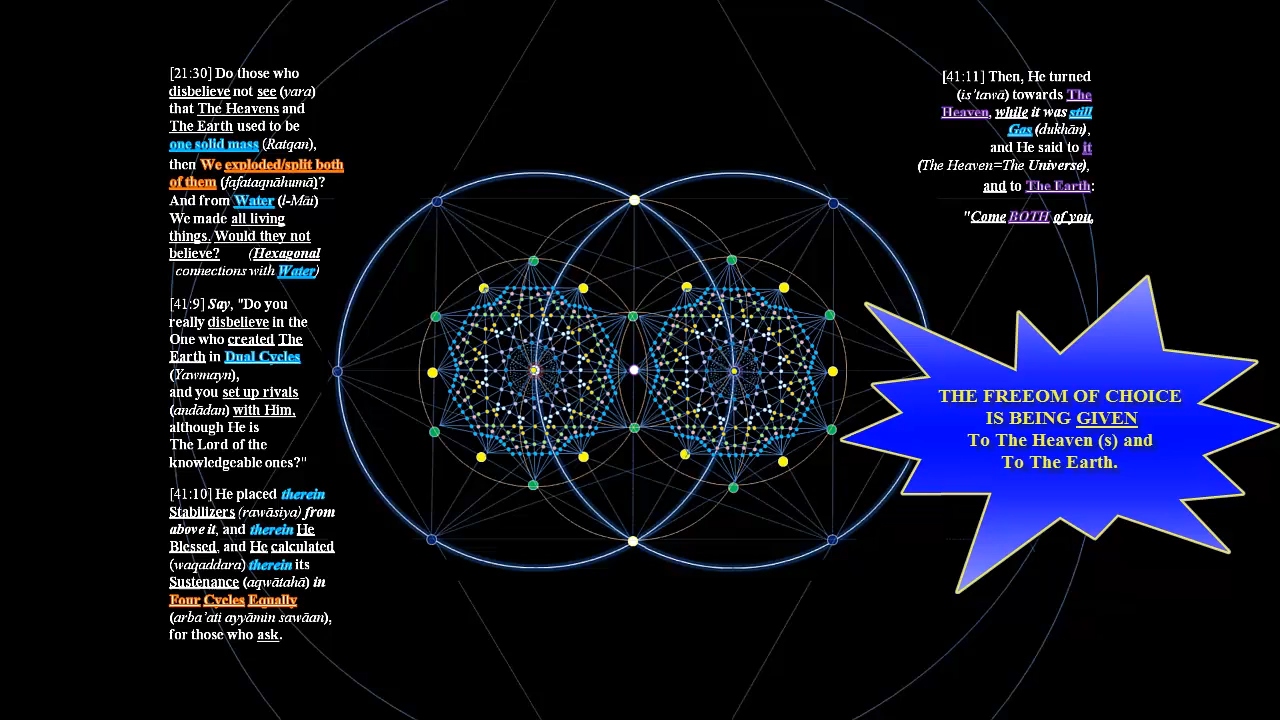 [21:30] Do those who
disbelieve not see (yara)
that The Heavens and
The Earth used to be
one solid mass (Ratqan),
then We exploded/split both
of them (fafataqnāhumā)?
And from Water (l-Māi)
We made all living
things. Would they not
believe? (Hexagonal
connections with Water)
[41:9] Say, "Do you
really disbelieve in the
One who created The
Earth in Dual Cycles
(Yawmayn),
and you set up rivals
(andādan) with Him,
although He is
The Lord of the
knowledgeable ones?"
[41:10] He placed therein
Stabilizers (rawāsiya) from
above it, and therein He
Blessed, and He calculated
(waqaddara) therein its
Sustenance (aqwātahā) in
Four Cycles Equally
(arba'ati ayyāmin sawāan),
for those who ask.
[41:11] Then, He turned
(is'tawā) towards The
Heaven, while it was still
Gas (dukhān),
and He said to it
(The Heaven=The Universe),
and to The Earth:
"Come BOTH of you,
THE FREEOM OF CHOICE
IS BEING GIVEN
To The Heaven (s) and
To The Earth.